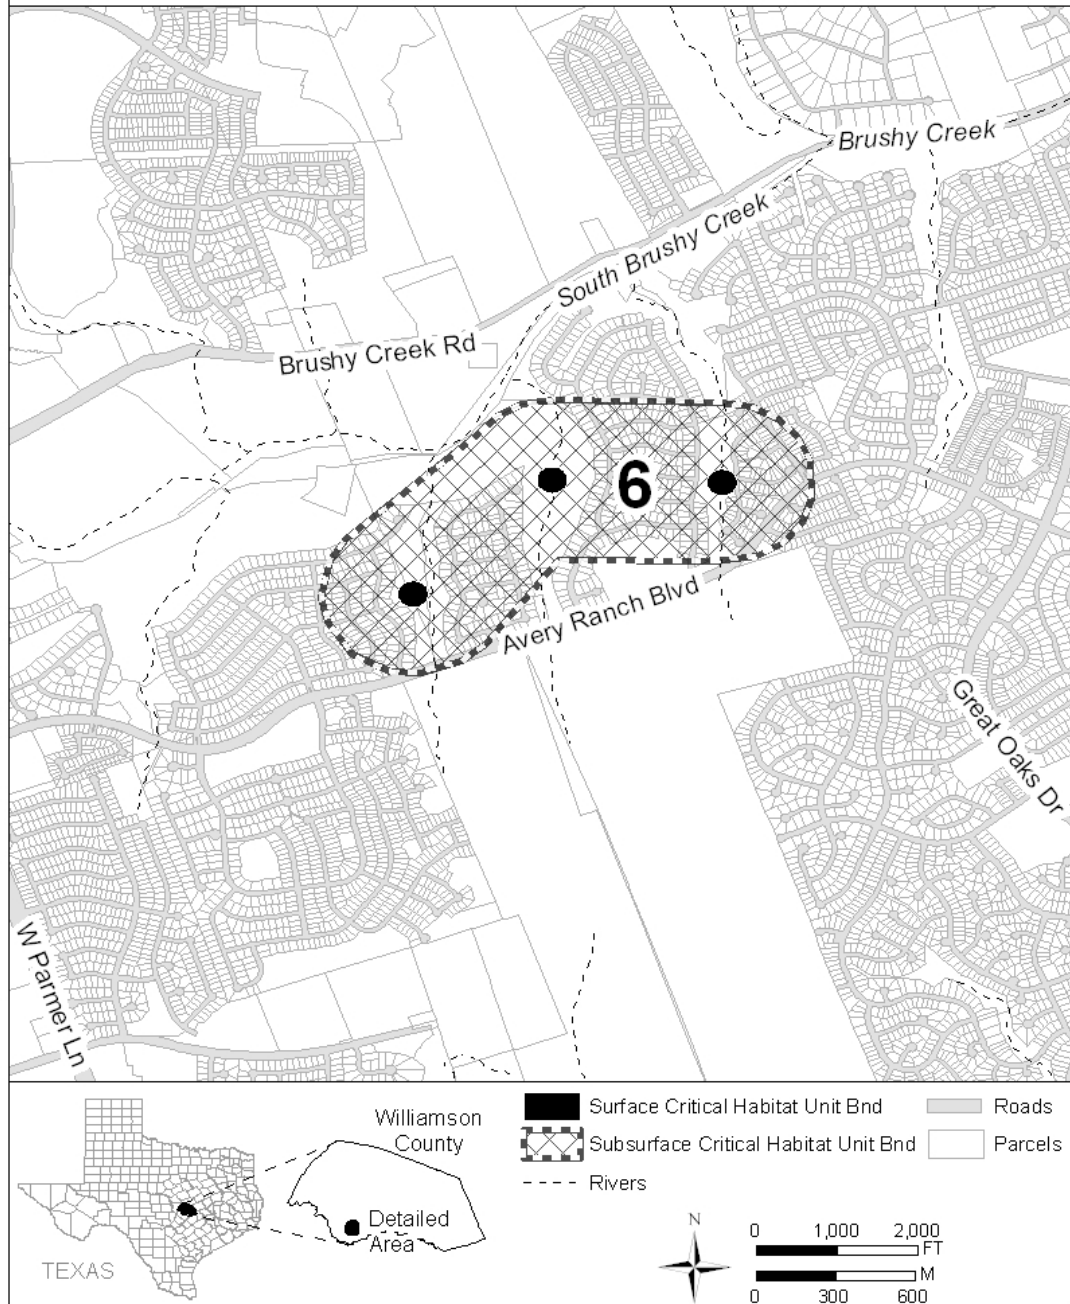 Brushy Creek
South Brushy Creek
Brushy Creek Rd
6
Avery Ranch Blvd
Great Oaks Dr
W Parmer Ln
Williamson
County
Detailed
Area
TEXAS
Surface Critical Habitat Unit Bnd
Subsurface Critical Habitat Unit Bnd
Rivers
Roads
Parcels
N
0 1,000 2,000
FT
M
0 300 600